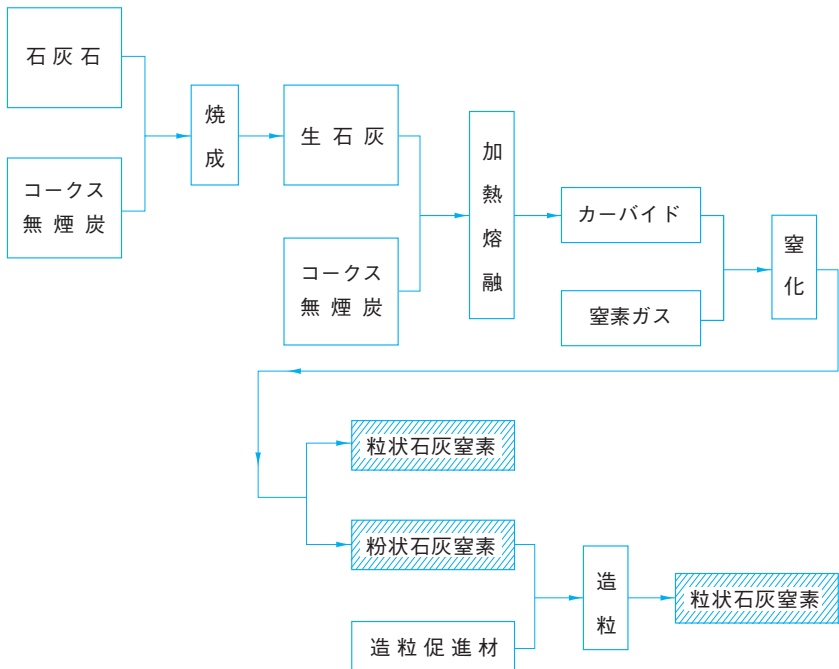 石灰石
コークス
無煙炭
焼成
生石灰
コークス
無煙炭
加熱熔融
カーバイド
窒素ガス
窒化
粒状石灰窒素
粉状石灰窒素
造粒促進材
造粒
粒状石灰窒素